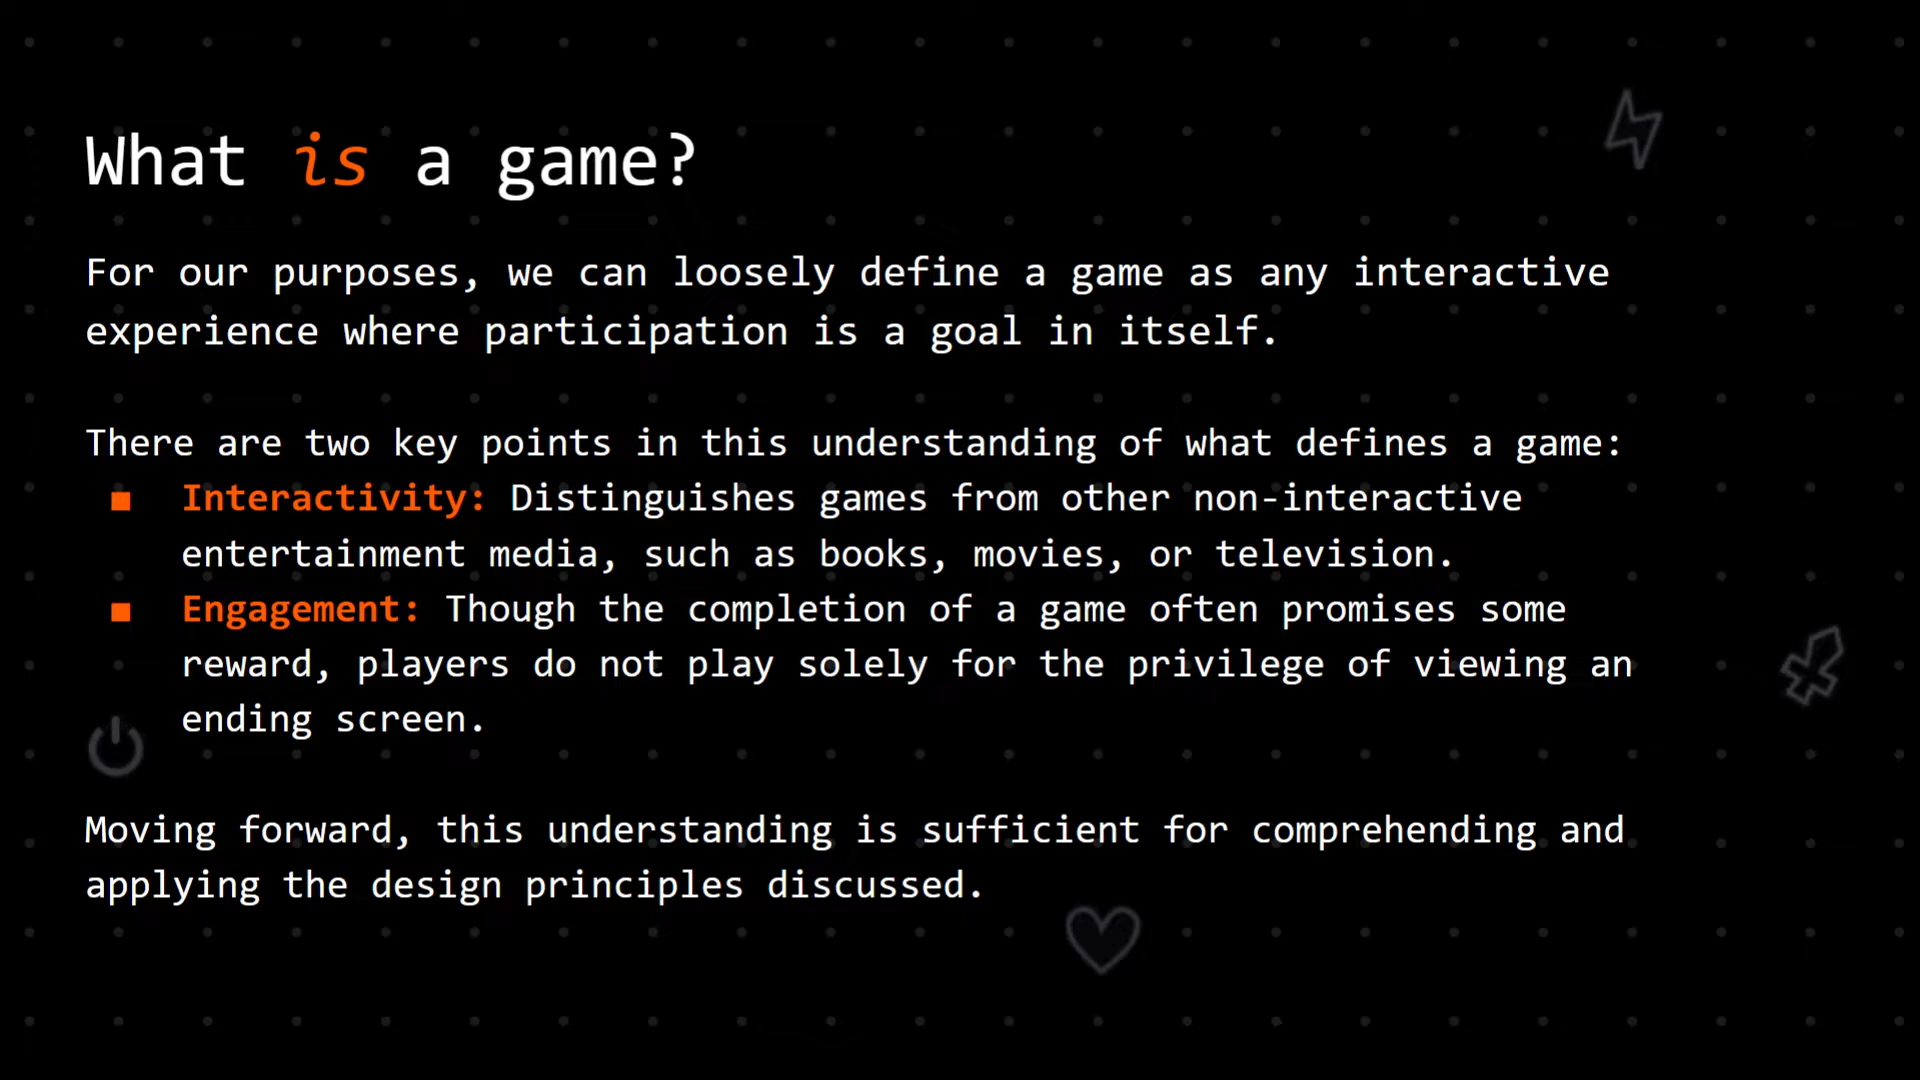 What is a game?
For our purposes, we can loosely define a game as any interactive
experience where participation is a goal in itself.
There are two key points in this understanding of what defines a game:
■ Interactivity: Distinguishes games from other non-interactive
entertainment media, such as books, movies, or television.
■ Engagement: Though the completion of a game often promises some
reward, players do not play solely for the privilege of viewing an
ending screen.
Moving forward, this understanding is sufficient for comprehending and
applying the design principles discussed.